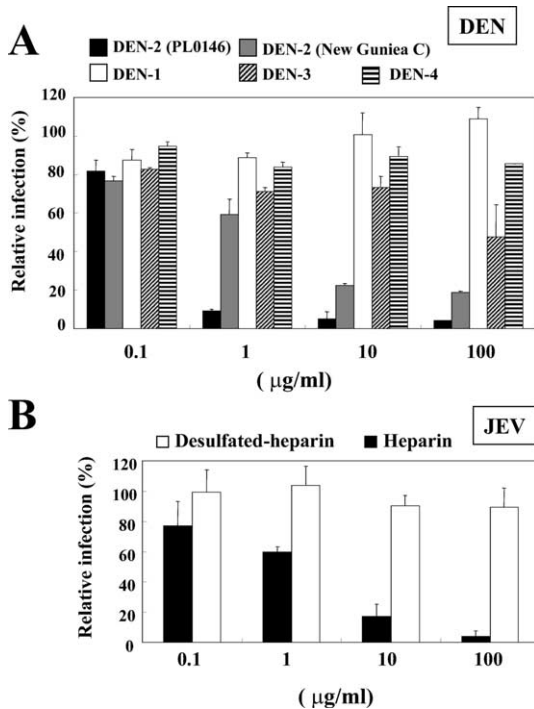 A
DEN
DEN-2 (PL0146) DEN-2 (New Guniea C)
DEN-1 DEN-3 DEN-4
Relative infection (%)
120
100
80
60
40
20
0
0.1 1 10 100
( μg/ml)
B
JEV
Desulfated-heparin Heparin
Relative infection (%)
120
100
80
60
40
20
0
0.1 1 10 100
( μg/ml)